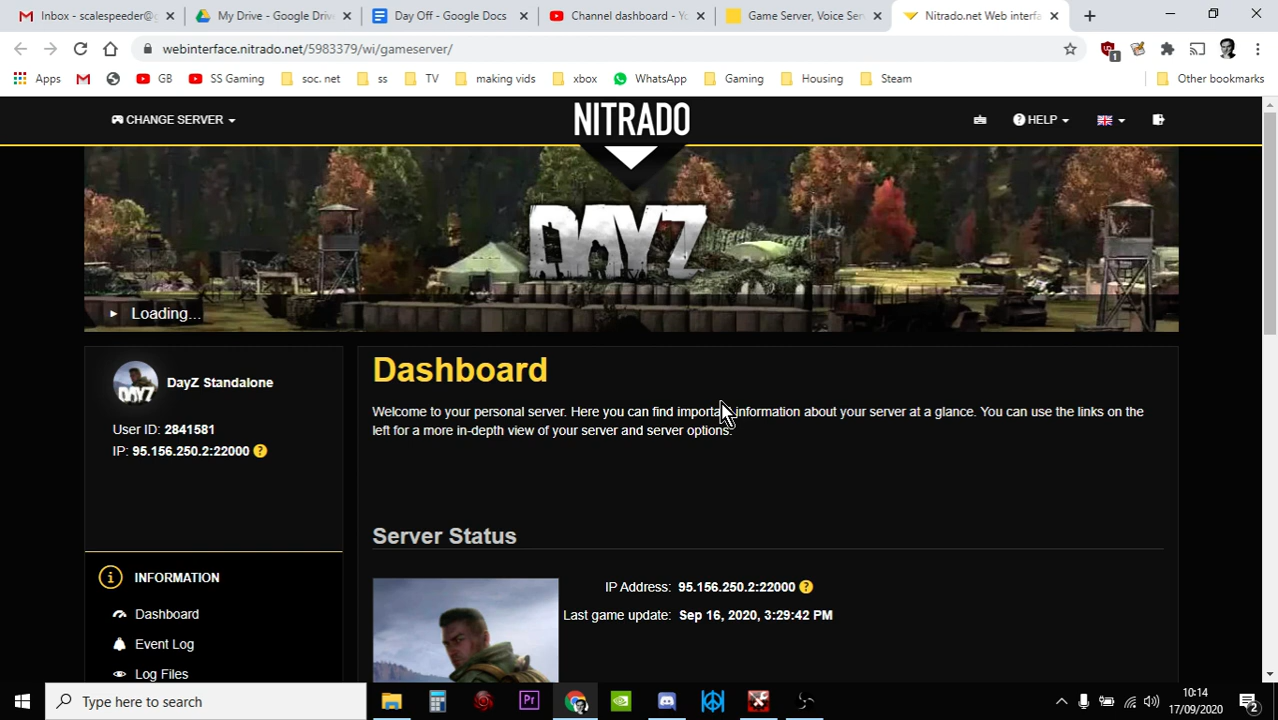 Inbox - scalespeeder@g
My Drive - Google Driv
Day Off - Google Docs
Channel dashboard - Yo
Game Server, Voice Serv
Nitrado.net Web interfa
webinterface.nitrado.net/5983379/wi/gameserver/
1
Apps
GB
SS Gaming
soc. net
ss
TV
making vids
xbox
WhatsApp
Gaming
Housing
Steam
Other bookmarks
CHANGE SERVER
NITRADO
HELP
DAYZ
Loading...
DAYZ
DayZ Standalone
User ID: 2841581
IP: 95.156.250.2:22000 ?
INFORMATION
Dashboard
Event Log
Log Files
Dashboard
Welcome to your personal server. Here you can find important information about your server at a glance. You can use the links on the
left for a more in-depth view of your server and server options.
Server Status
IP Address: 95.156.250.2:22000 ?
Last game update: Sep 16, 2020, 3:29:42 PM
Type here to search
Pr
10:14
17/09/2020
2